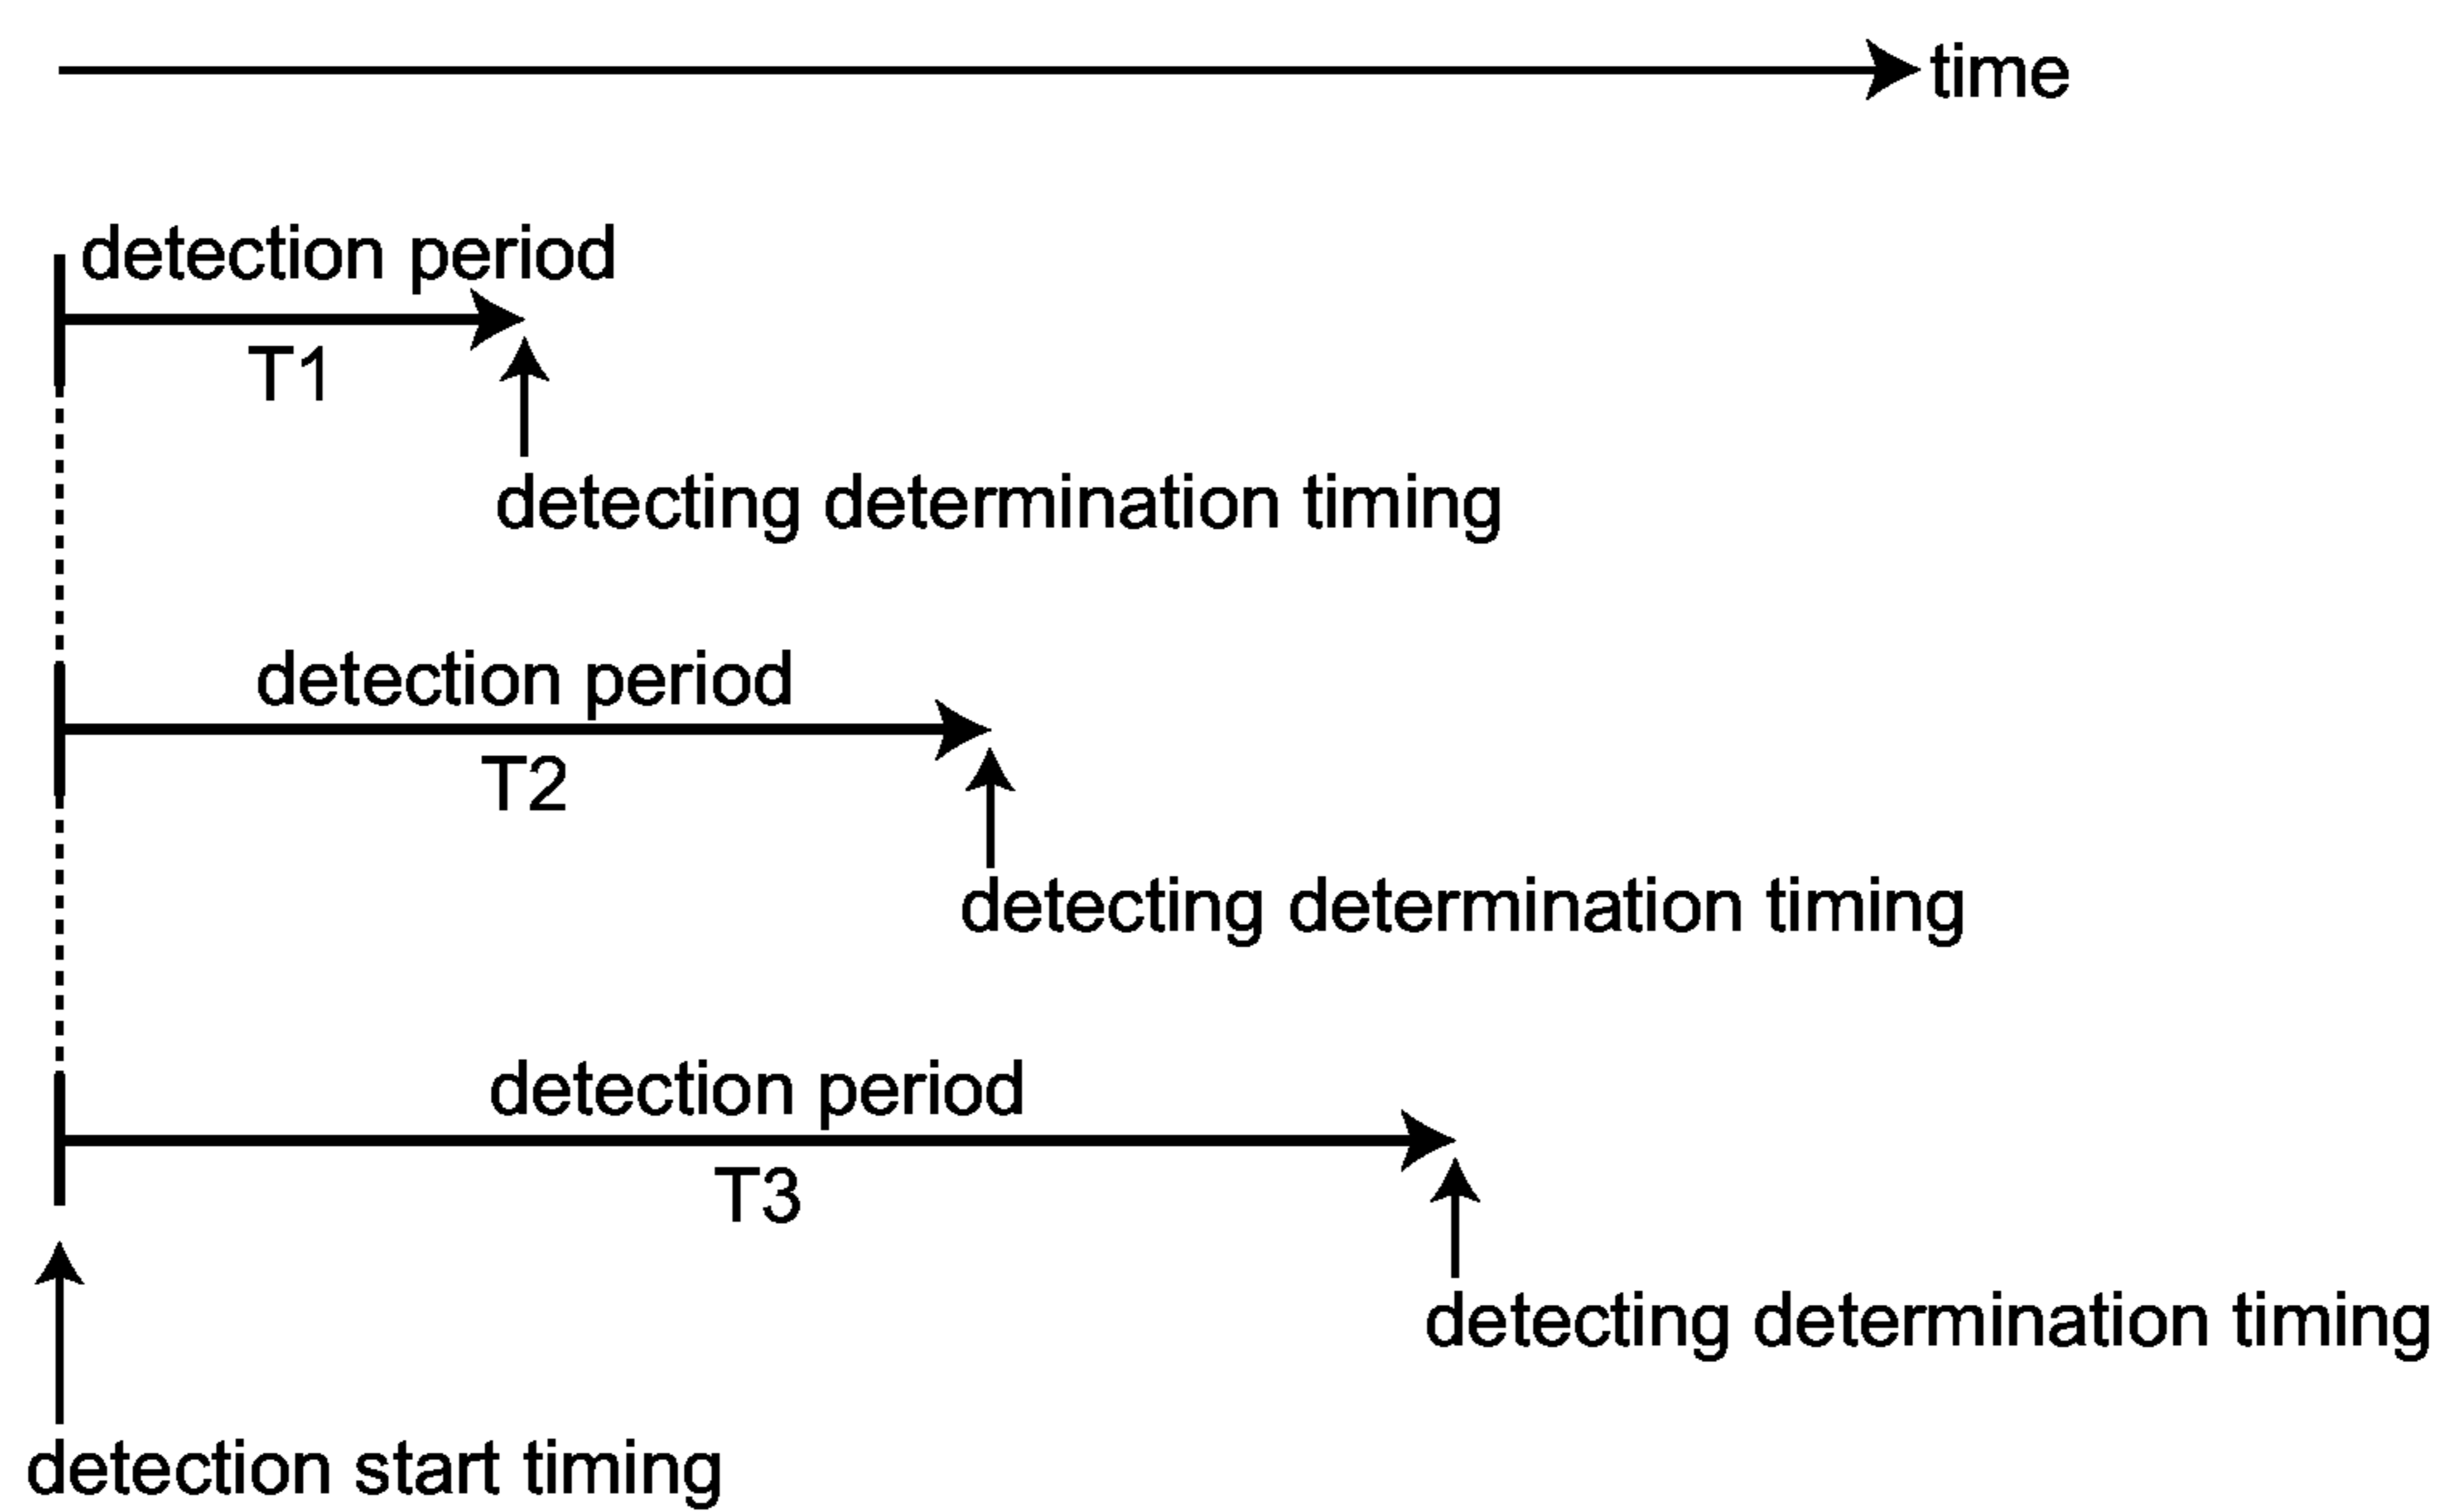 time
detection period
T1
detecting determination timing
detection period
T2
detecting determination timing
detection period
T3
detecting determination timing
detection start timing